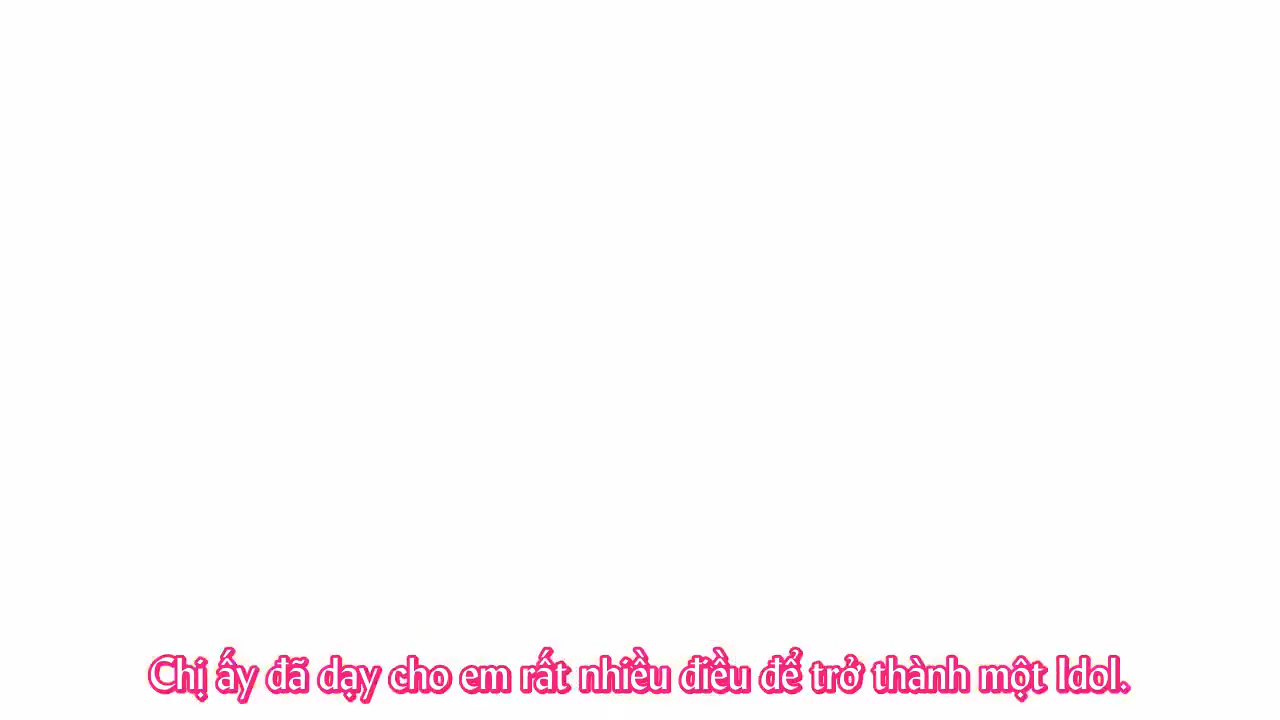 Chị ấy đã dạy cho em rất nhiều điều để trở thành một Idol.